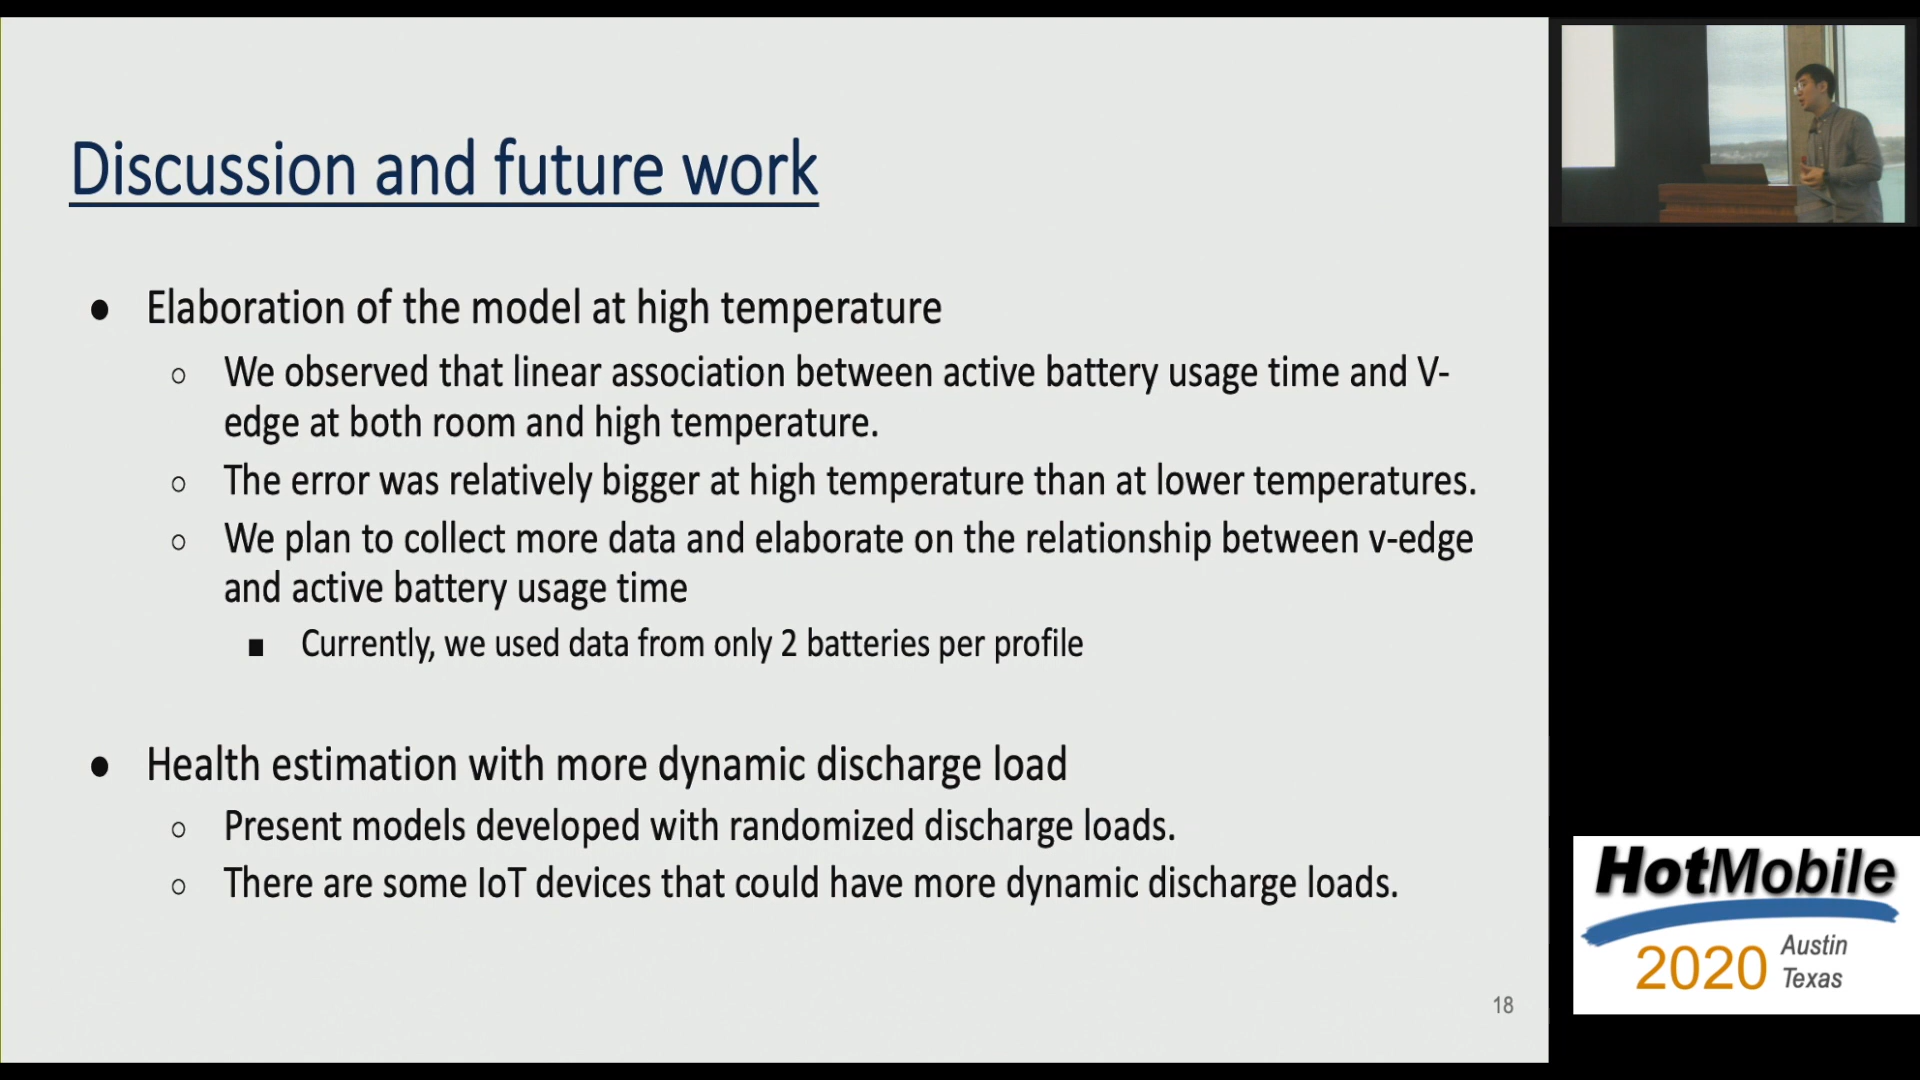 Discussion and future work
● Elaboration of the model at high temperature
○ We observed that linear association between active battery usage time and V-
edge at both room and high temperature.
○ The error was relatively bigger at high temperature than at lower temperatures.
○ We plan to collect more data and elaborate on the relationship between v-edge
and active battery usage time
■ Currently, we used data from only 2 batteries per profile
● Health estimation with more dynamic discharge load
○ Present models developed with randomized discharge loads.
○ There are some IoT devices that could have more dynamic discharge loads.
18
HotMobile
2020 Austin
Texas